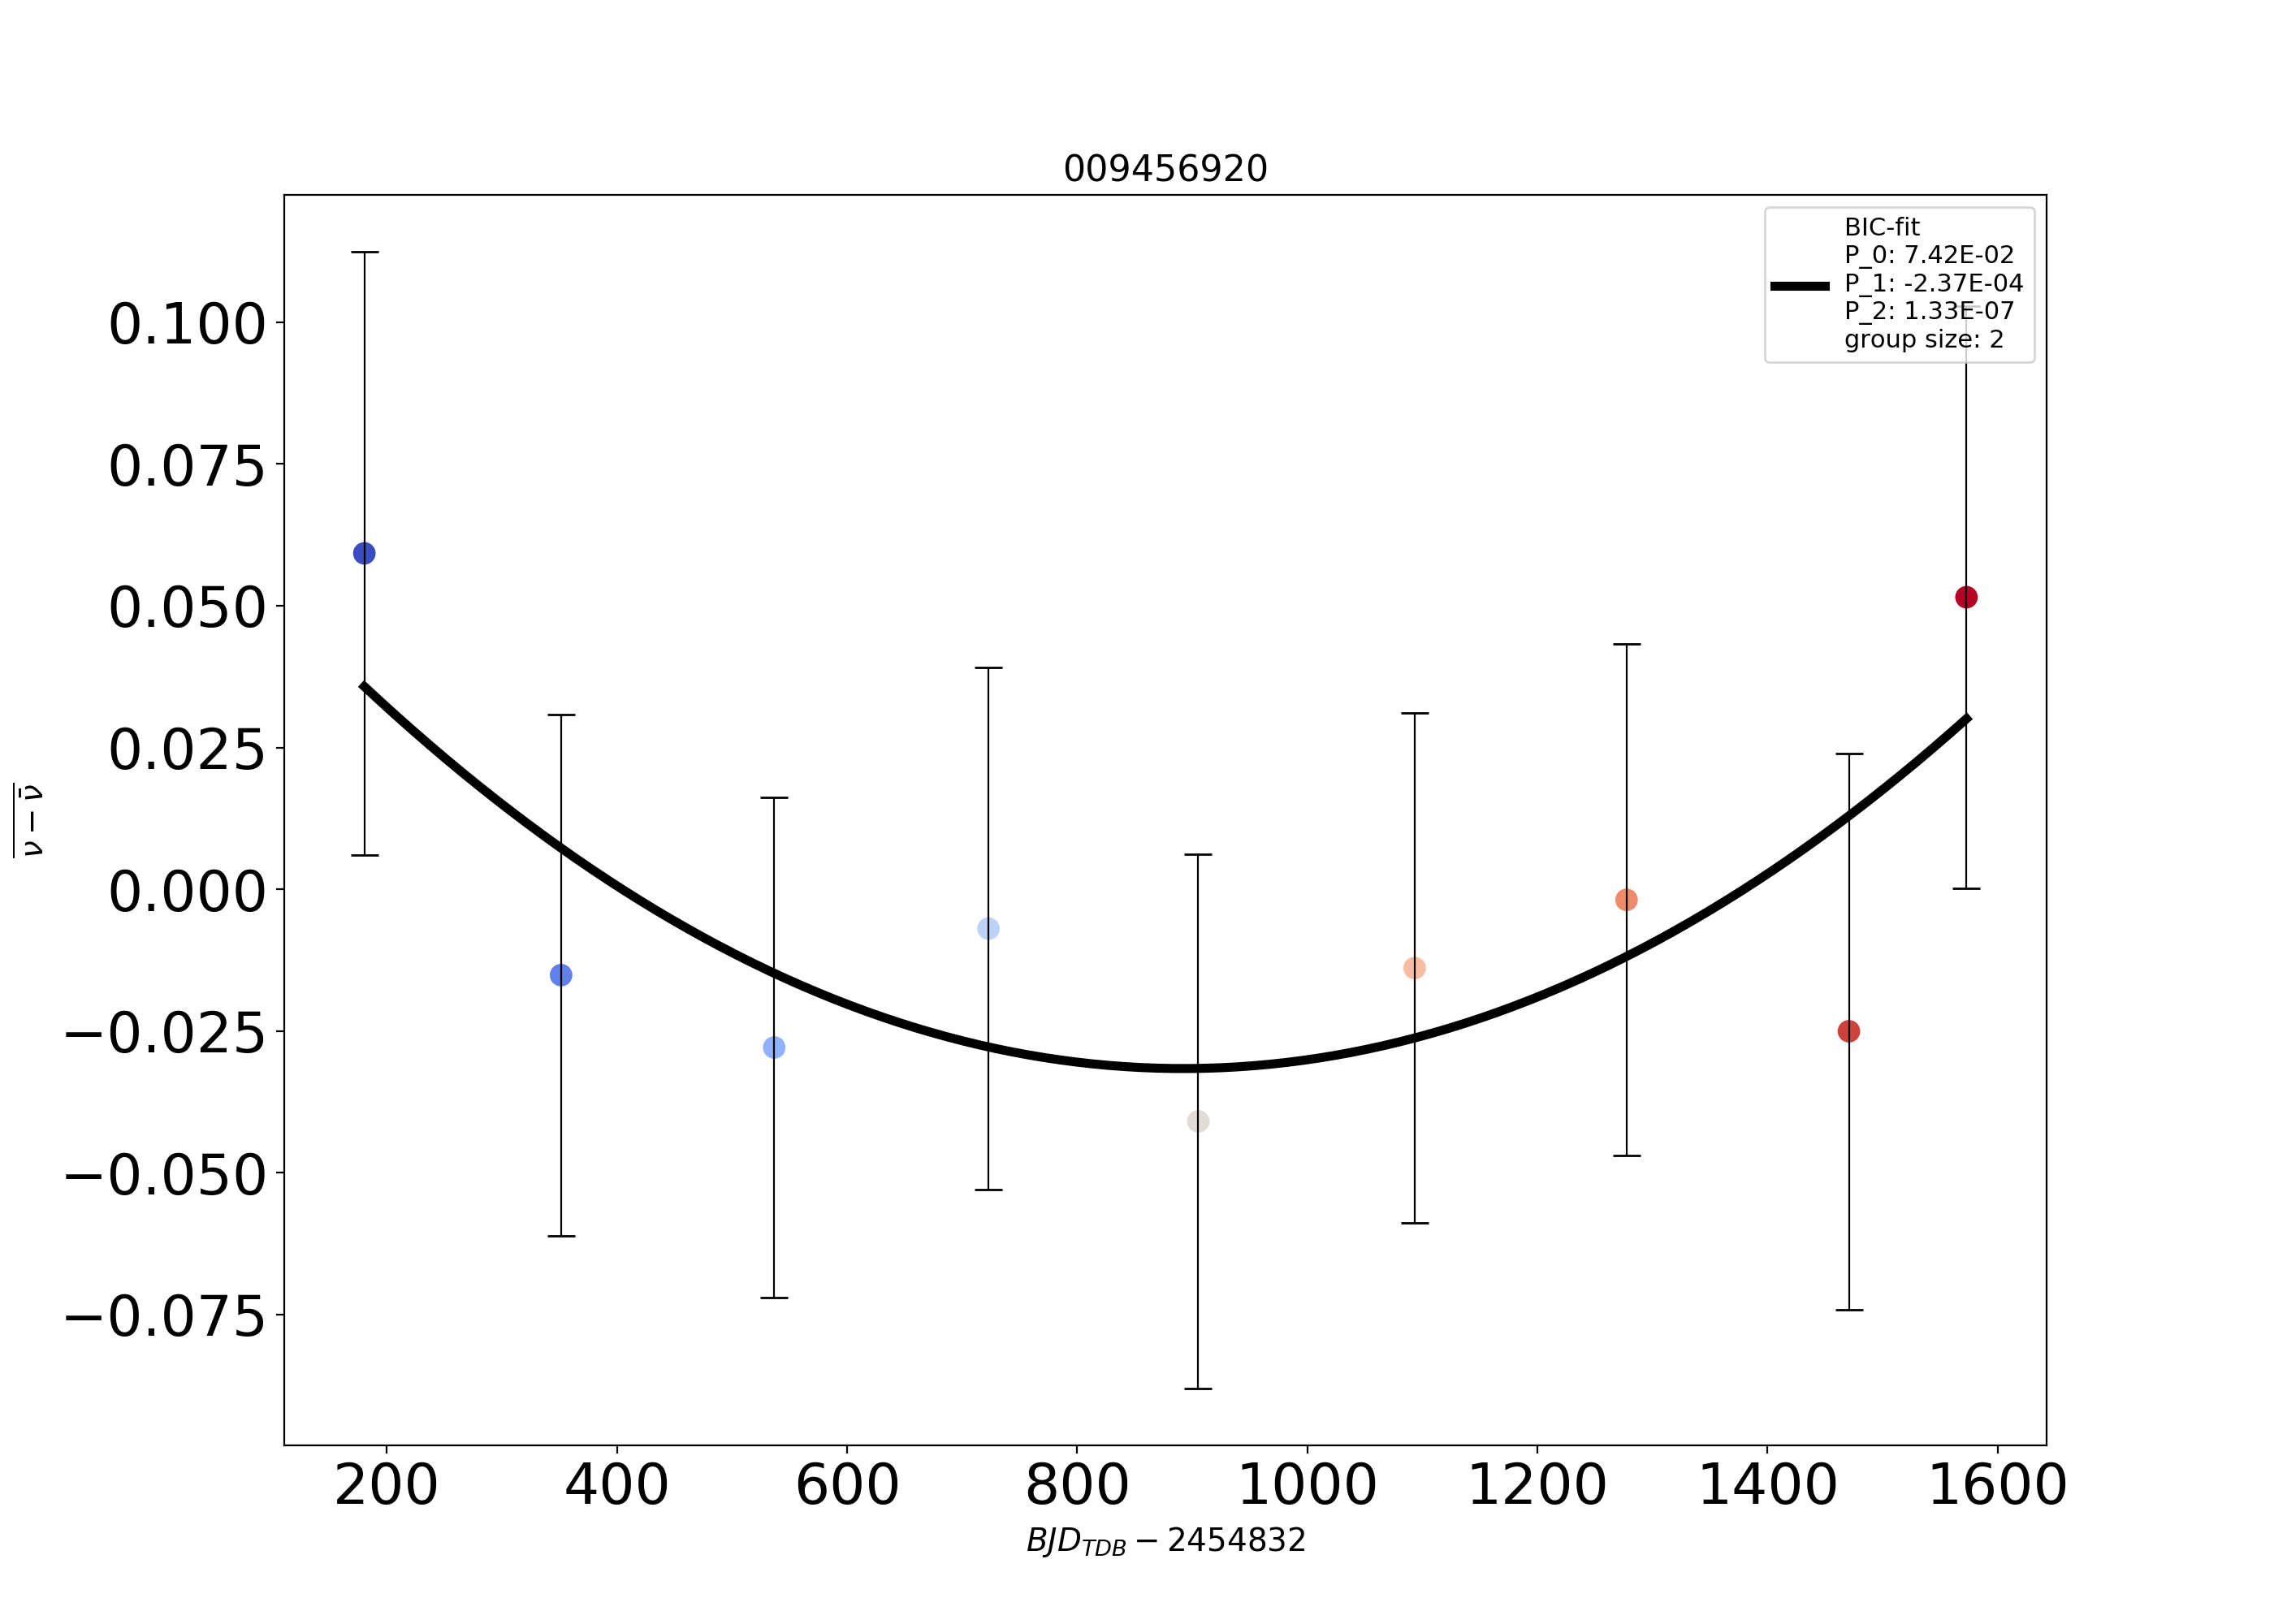 009456920
BIC-fit
P_0: 7.42E-02
P_1: -2.37E-04
P_2: 1.33E-07
group size: 2
0.100
0.075
0.050
0.025
0.000
−0.025
−0.050
−0.075
ν − ν̄
200 400 600 800 1000 1200 1400 1600
BJD_TDB − 2454832